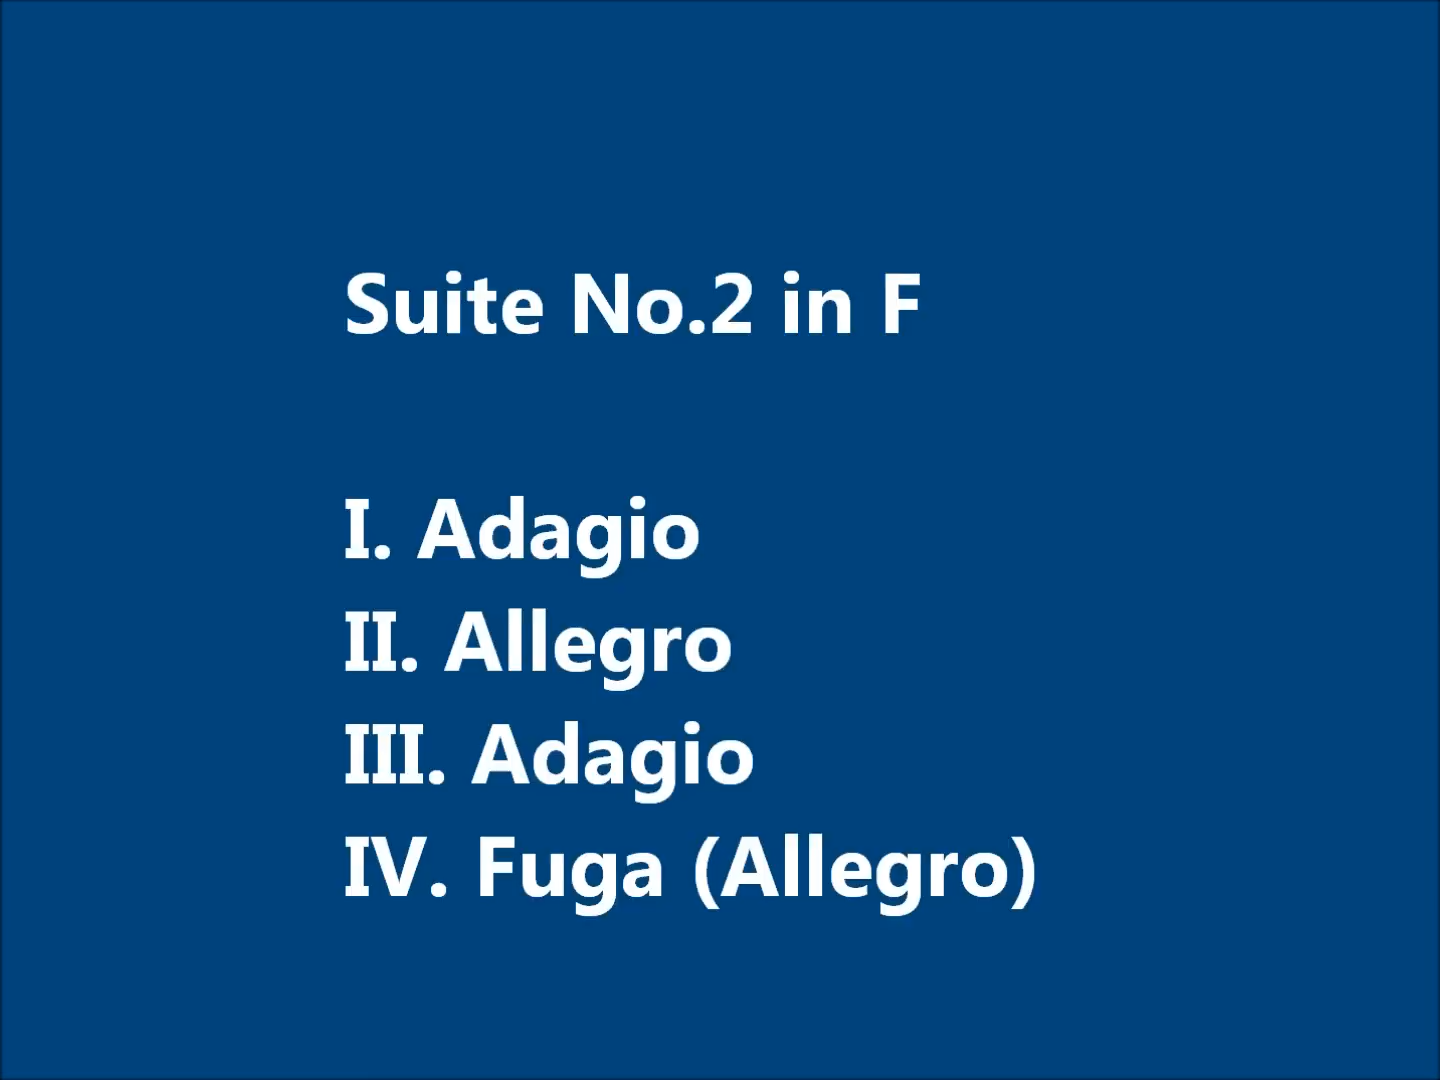 Suite No.2 in F
I. Adagio
II. Allegro
III. Adagio
IV. Fuga (Allegro)